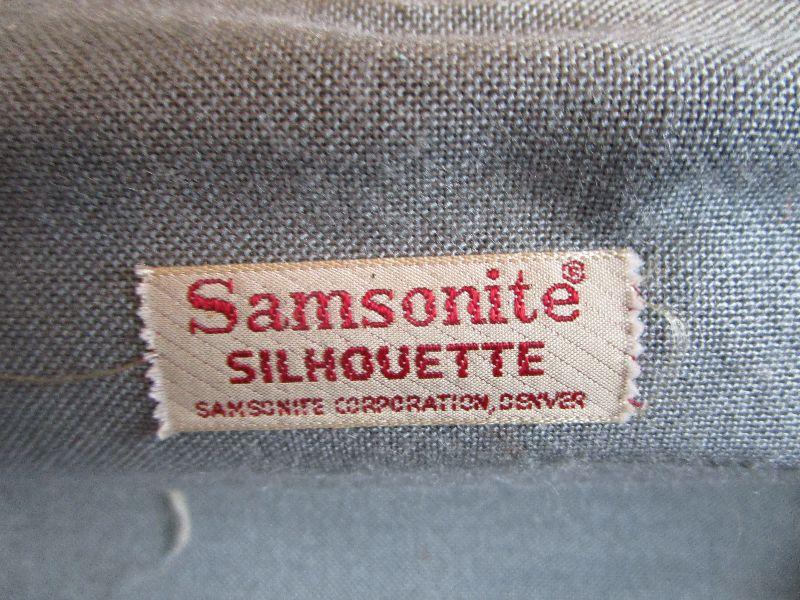 Samsonite®
SILHOUETTE
SAMSONITE CORPORATION, DENVER